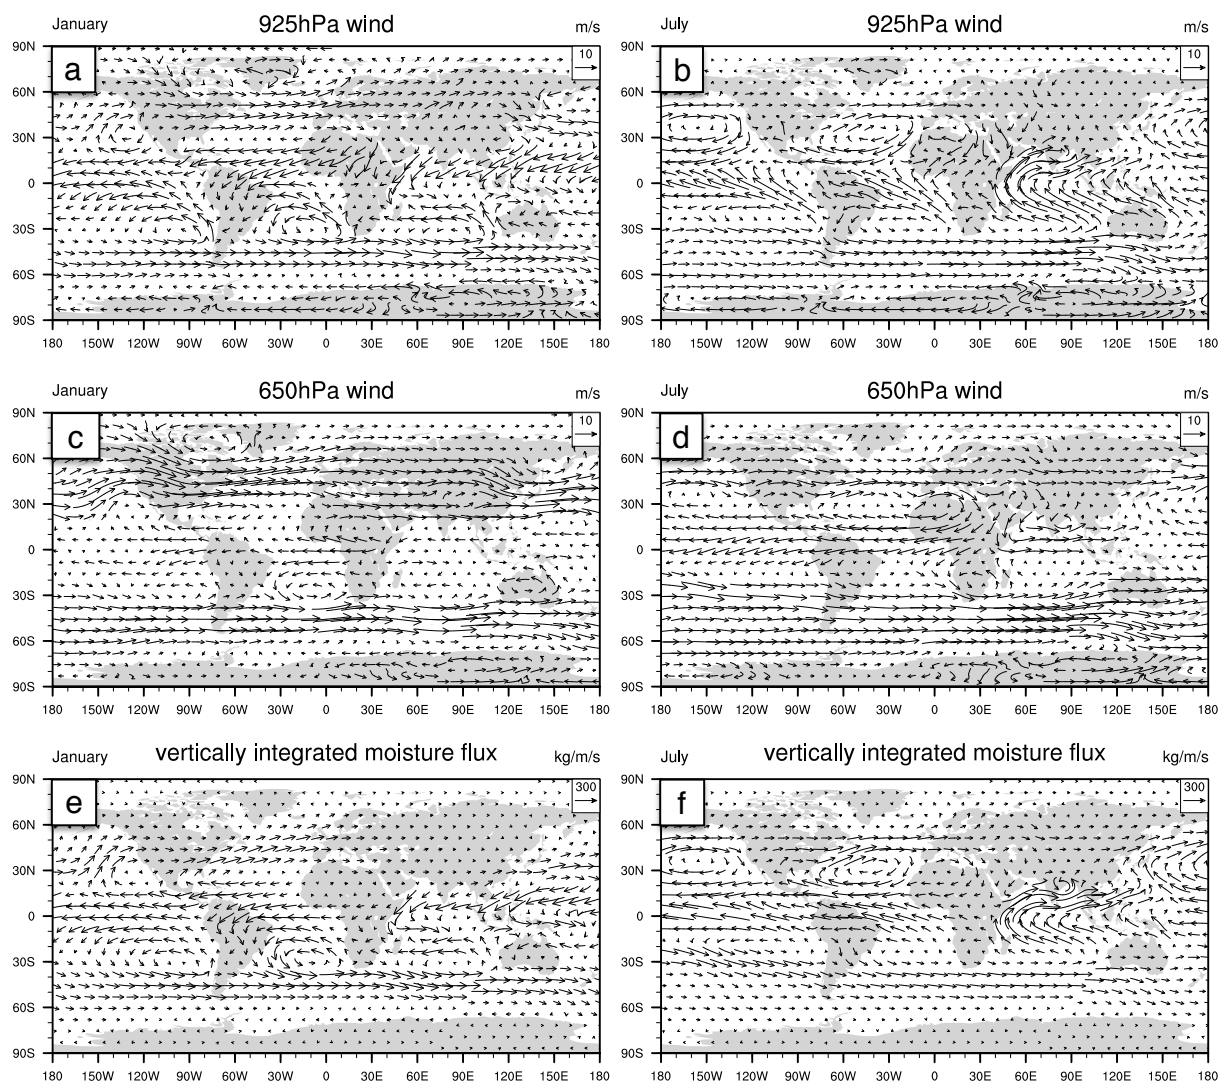 January 925hPa wind m/s
July 925hPa wind m/s
90N
60N
30N
0
30S
60S
90S
a
10
180 150W 120W 90W 60W 30W 0 30E 60E 90E 120E 150E 180
90N
60N
30N
0
30S
60S
90S
b
10
180 150W 120W 90W 60W 30W 0 30E 60E 90E 120E 150E 180
January 650hPa wind m/s
July 650hPa wind m/s
90N
60N
30N
0
30S
60S
90S
c
10
180 150W 120W 90W 60W 30W 0 30E 60E 90E 120E 150E 180
90N
60N
30N
0
30S
60S
90S
d
10
180 150W 120W 90W 60W 30W 0 30E 60E 90E 120E 150E 180
January vertically integrated moisture flux kg/m/s
July vertically integrated moisture flux kg/m/s
90N
60N
30N
0
30S
60S
90S
e
300
180 150W 120W 90W 60W 30W 0 30E 60E 90E 120E 150E 180
90N
60N
30N
0
30S
60S
90S
f
300
180 150W 120W 90W 60W 30W 0 30E 60E 90E 120E 150E 180